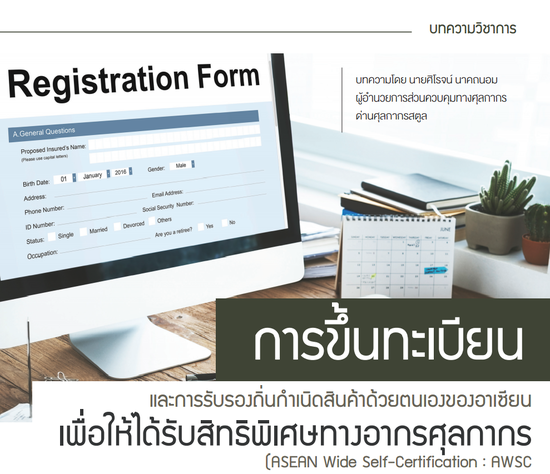 บทความวิชาการ
บทความโดย นายศิโรจน์ นาคถนอม
ผู้อำนวยการส่วนควบคุมทางศุลกากร
ด่านศุลกากรสตูล
Registration Form
A.General Questions
Proposed Insured's Name:
(Please use capital letters)
Birth Date: 01 January 2016 Gender: Male
Address:
Email Address:
Phone Number:
Social Security Number:
ID Number:
Status: Single Married Devorced Others
Are you a retiree? Yes No
Occupation:
JUNE
การขึ้นทะเบียน
และการรับรองถิ่นกำเนิดสินค้าด้วยตนเองของอาเซียน
เพื่อให้ได้รับสิทธิพิเศษทางอากรศุลกากร
(ASEAN Wide Self-Certification : AWSC